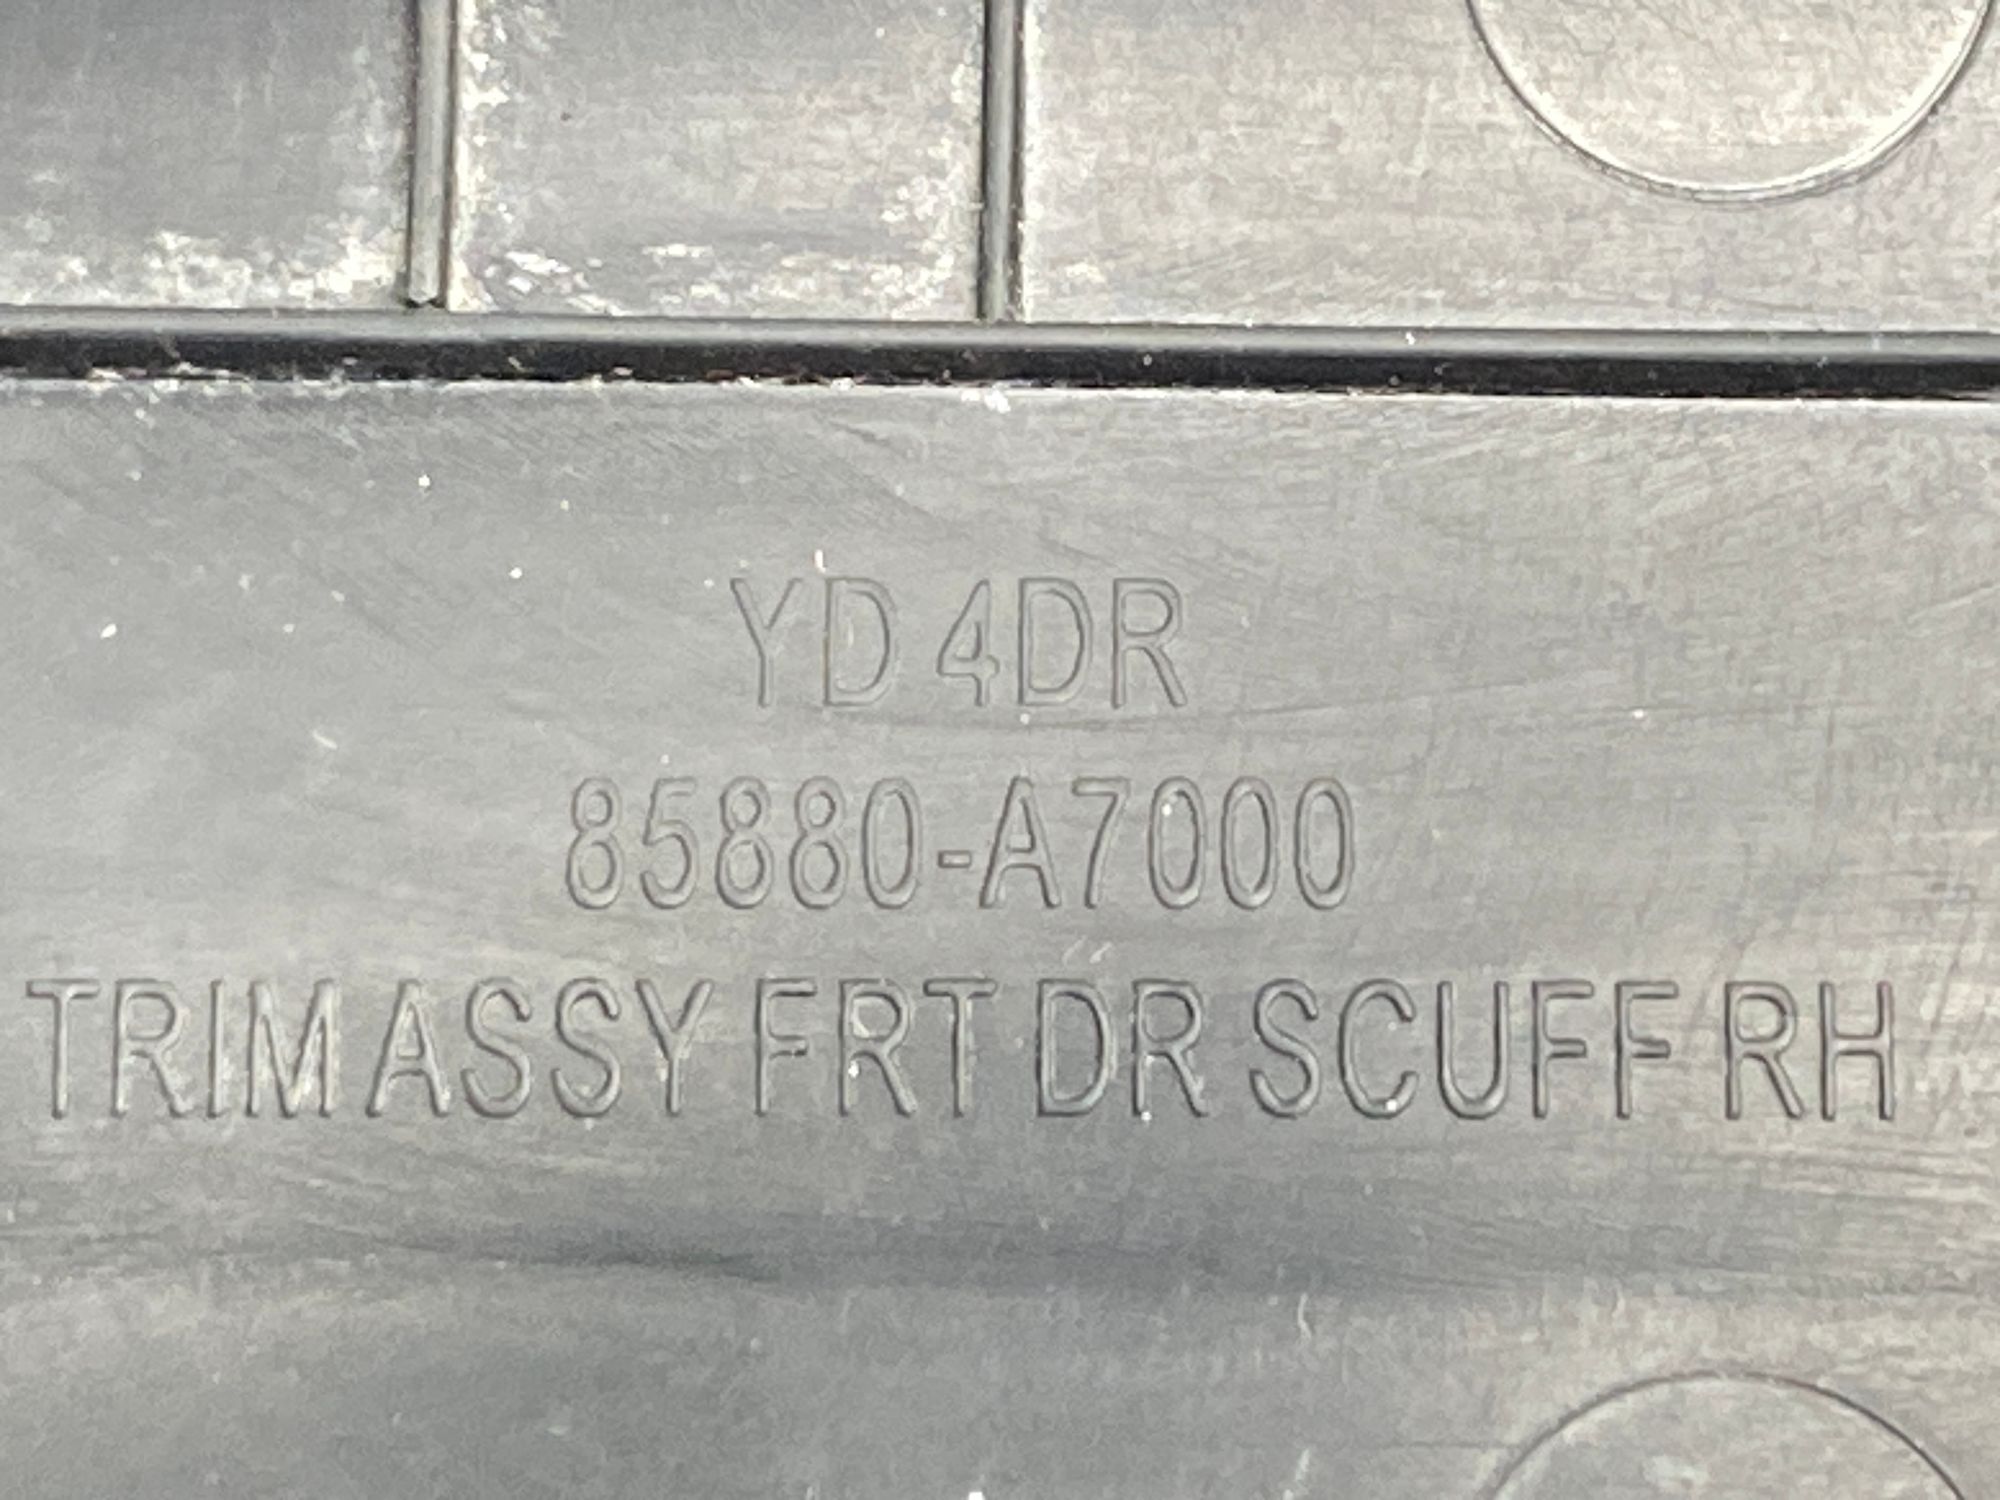 YD 4DR
85880-A7000
TRIM ASSY FRT DR SCUFF RH